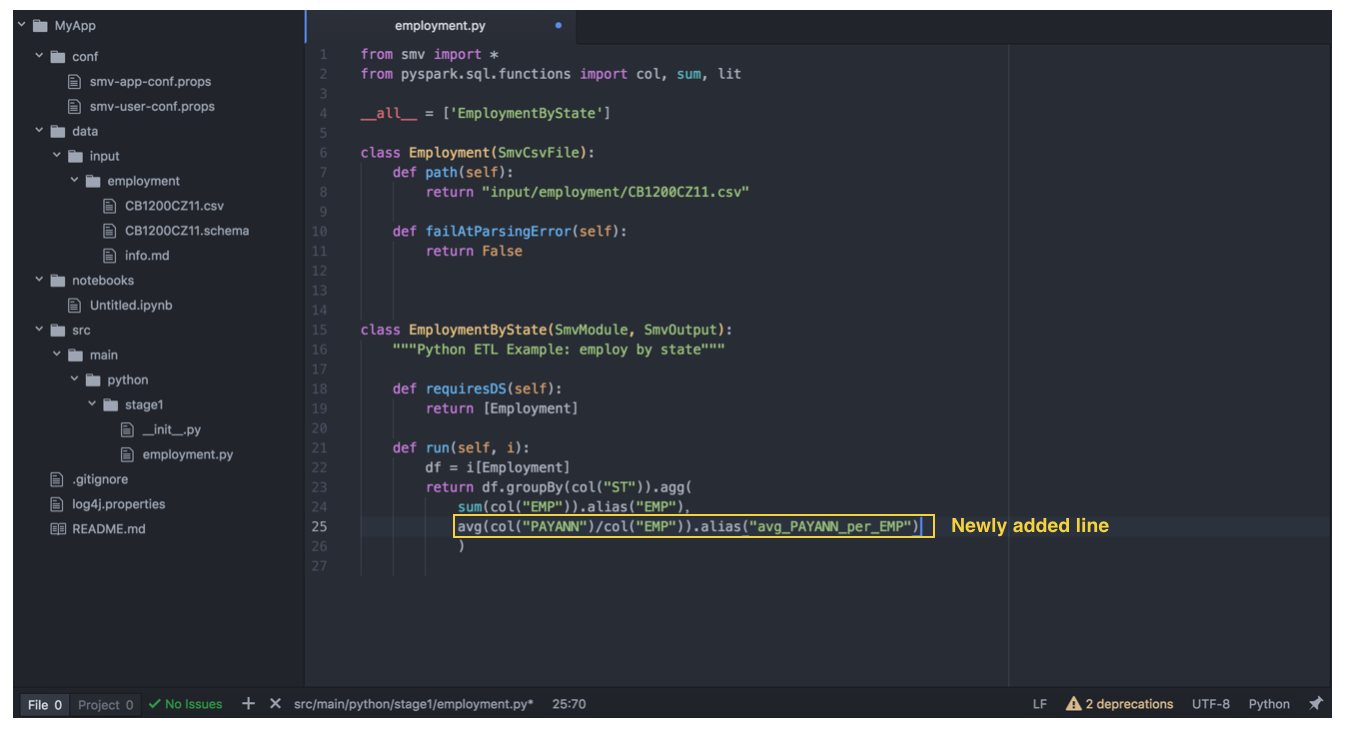 MyApp
conf
smv-app-conf.props
smv-user-conf.props
data
input
employment
CB1200CZ11.csv
CB1200CZ11.schema
info.md
notebooks
Untitled.ipynb
src
main
python
stage1
__init__.py
employment.py
.gitignore
log4j.properties
README.md
employment.py
1 from smv import *
2 from pyspark.sql.functions import col, sum, lit
3
4 __all__ = ['EmploymentByState']
5
6 class Employment(SmvCsvFile):
7     def path(self):
8         return "input/employment/CB1200CZ11.csv"
9
10     def failAtParsingError(self):
11         return False
12
13
14
15 class EmploymentByState(SmvModule, SmvOutput):
16     """Python ETL Example: employ by state"""
17
18     def requiresDS(self):
19         return [Employment]
20
21     def run(self, i):
22         df = i[Employment]
23         return df.groupBy(col("ST")).agg(
24             sum(col("EMP")).alias("EMP"),
25             avg(col("PAYANN")/col("EMP")).alias("avg_PAYANN_per_EMP") Newly added line
26             )
27
File 0 Project 0 No Issues src/main/python/stage1/employment.py* 25:70 LF 2 deprecations UTF-8 Python